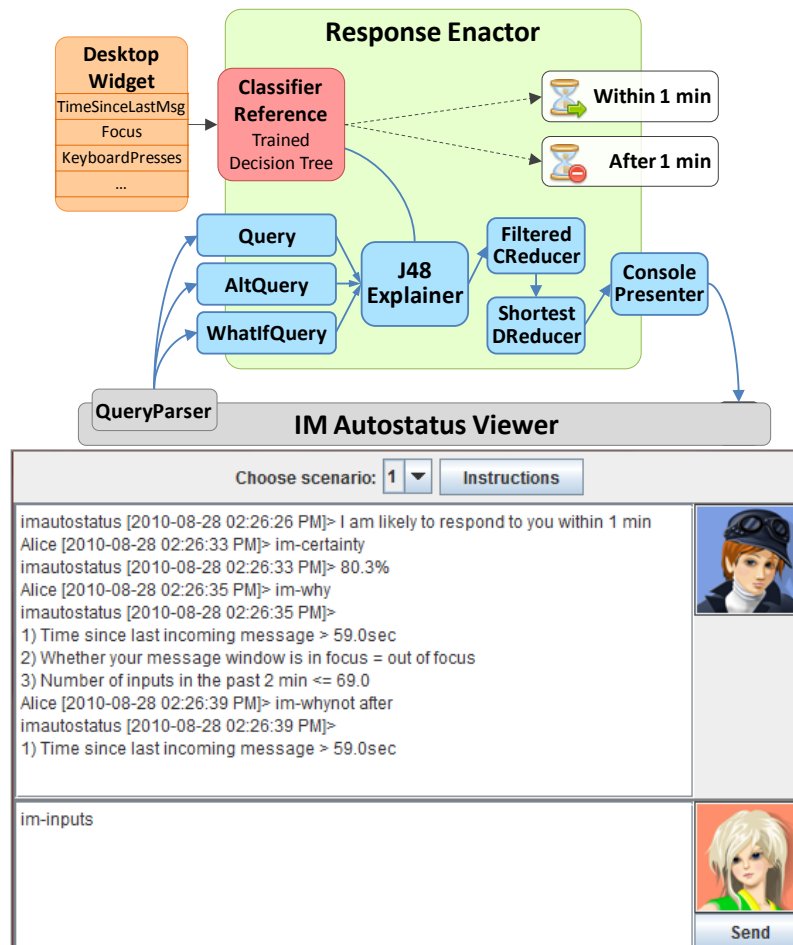 Response Enactor
Desktop
Widget
TimeSinceLastMsg
Focus
KeyboardPresses
...
Classifier
Reference
Trained
Decision Tree
Within 1 min
After 1 min
Query
AltQuery
WhatIfQuery
J48
Explainer
Filtered
CReducer
Shortest
DReducer
Console
Presenter
QueryParser
IM Autostatus Viewer
Choose scenario: 1 Instructions
imautostatus [2010-08-28 02:26:26 PM]> I am likely to respond to you within 1 min
Alice [2010-08-28 02:26:33 PM]> im-certainty
imautostatus [2010-08-28 02:26:33 PM]> 80.3%
Alice [2010-08-28 02:26:35 PM]> im-why
imautostatus [2010-08-28 02:26:35 PM]>
1) Time since last incoming message > 59.0sec
2) Whether your message window is in focus = out of focus
3) Number of inputs in the past 2 min <= 69.0
Alice [2010-08-28 02:26:39 PM]> im-whynot after
imautostatus [2010-08-28 02:26:39 PM]>
1) Time since last incoming message > 59.0sec
im-inputs
Send